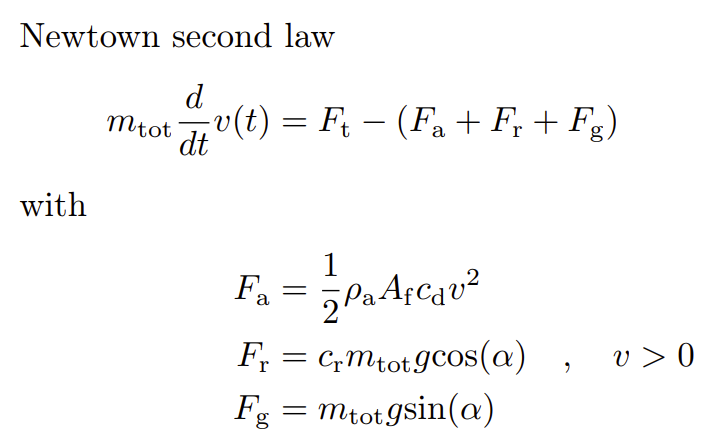 Newtown second law
m_tot d/dt v(t) = F_t − (F_a + F_r + F_g)
with
F_a = 1/2 ρ_a A_f c_d v²
F_r = c_r m_tot g cos(α) , v > 0
F_g = m_tot g sin(α)